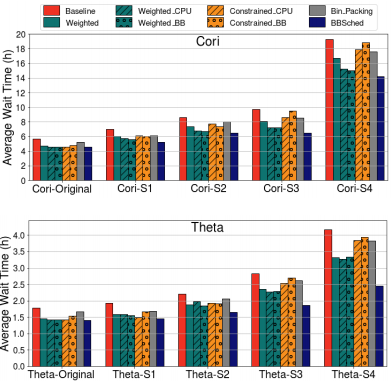 Baseline Weighted_CPU Constrained_CPU Bin_Packing
Weighted Weighted_BB Constrained_BB BBSched
Cori
Average Wait Time (h)
20
18
16
14
12
10
8
6
4
2
0
Cori-Original Cori-S1 Cori-S2 Cori-S3 Cori-S4
Theta
Average Wait Time (h)
4.0
3.5
3.0
2.5
2.0
1.5
1.0
0.5
0.0
Theta-Original Theta-S1 Theta-S2 Theta-S3 Theta-S4